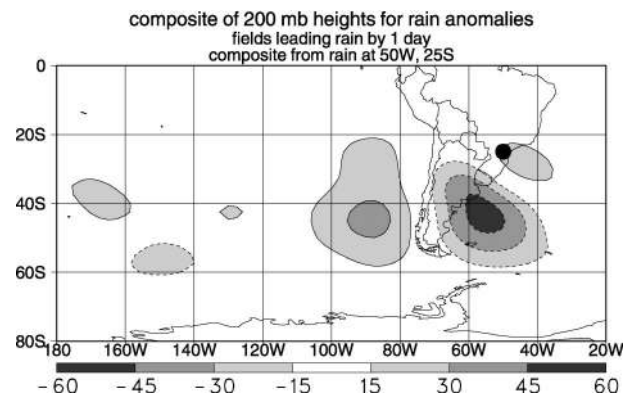 composite of 200 mb heights for rain anomalies
fields leading rain by 1 day
composite from rain at 50W, 25S
0
20S
40S
60S
80S
180 160W 140W 120W 100W 80W 60W 40W 20W
-60 -45 -30 -15 15 30 45 60